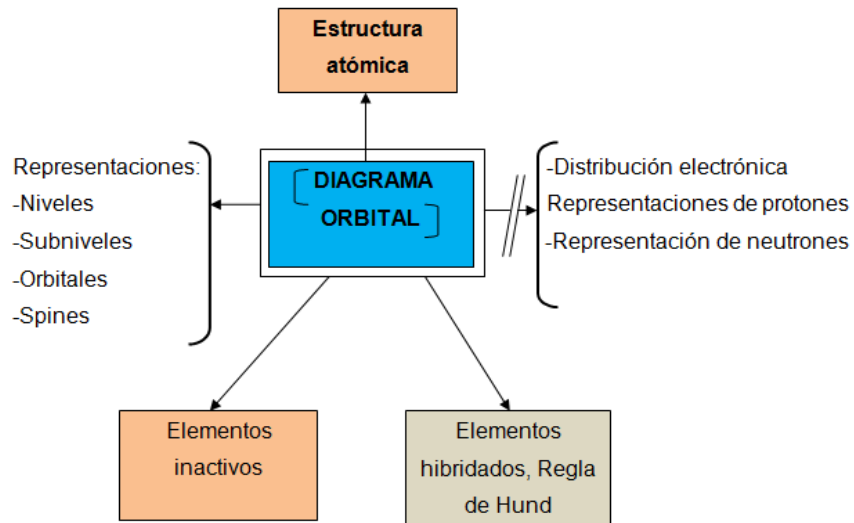 Estructura
atómica
Representaciones:
-Niveles
-Subniveles
-Orbitales
-Spines
DIAGRAMA
ORBITAL
-Distribución electrónica
Representaciones de protones
-Representación de neutrones
Elementos
inactivos
Elementos
hibridados, Regla
de Hund